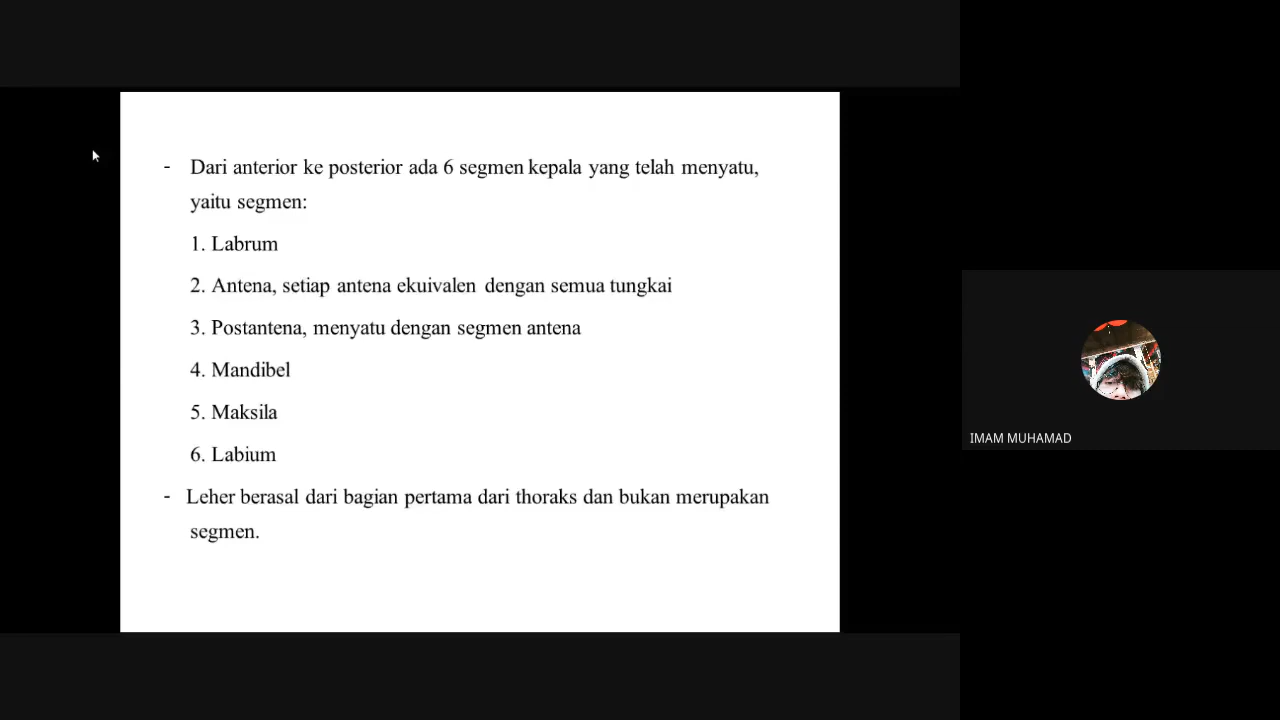 - Dari anterior ke posterior ada 6 segmen kepala yang telah menyatu,
yaitu segmen:
1. Labrum
2. Antena, setiap antena ekuivalen dengan semua tungkai
3. Postantena, menyatu dengan segmen antena
4. Mandibel
5. Maksila
6. Labium
- Leher berasal dari bagian pertama dari thoraks dan bukan merupakan
segmen.
IMAM MUHAMAD